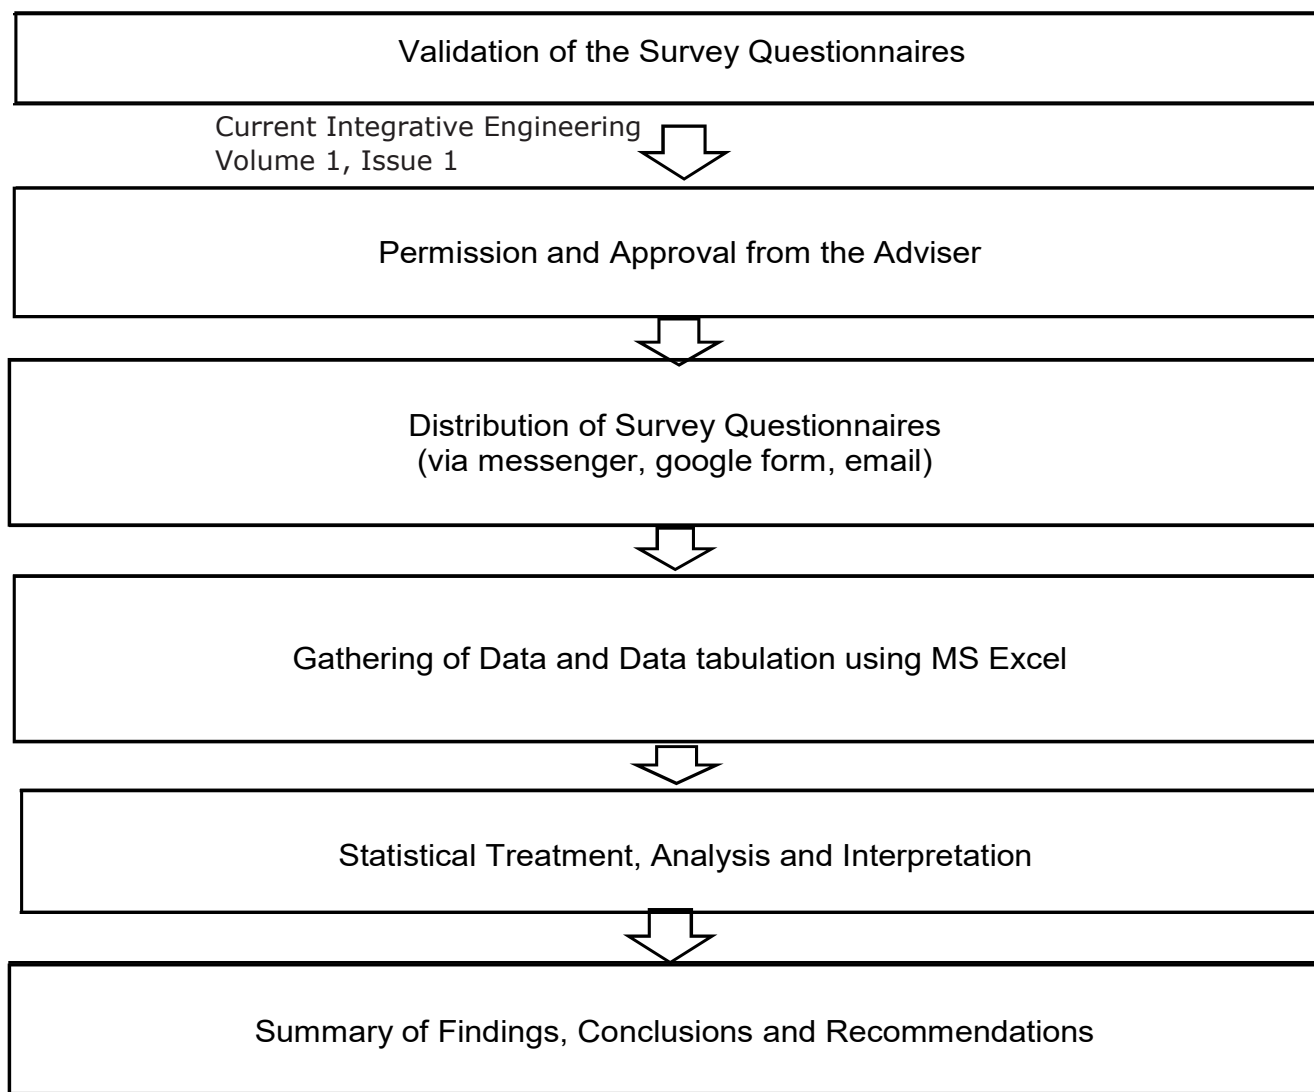 Validation of the Survey Questionnaires
Current Integrative Engineering
Volume 1, Issue 1
Permission and Approval from the Adviser
Distribution of Survey Questionnaires
(via messenger, google form, email)
Gathering of Data and Data tabulation using MS Excel
Statistical Treatment, Analysis and Interpretation
Summary of Findings, Conclusions and Recommendations